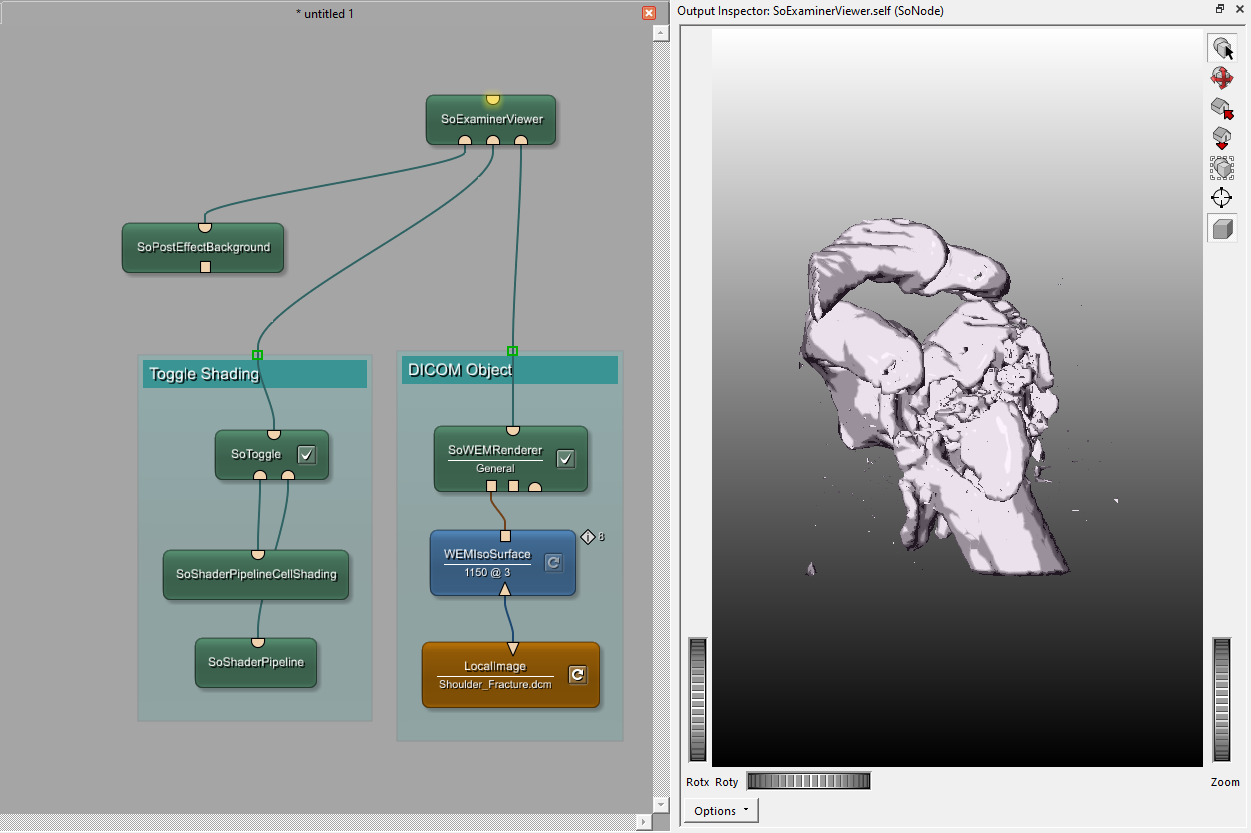 * untitled 1
Output Inspector: SoExaminerViewer.self (SoNode)
SoExaminerViewer
SoPostEffectBackground
Toggle Shading
DICOM Object
SoToggle
SoWEMRenderer
General
WEMIsoSurface
1150 @ 3
8
SoShaderPipelineCellShading
SoShaderPipeline
LocalImage
Shoulder_Fracture.dcm
Rotx Roty
Zoom
Options